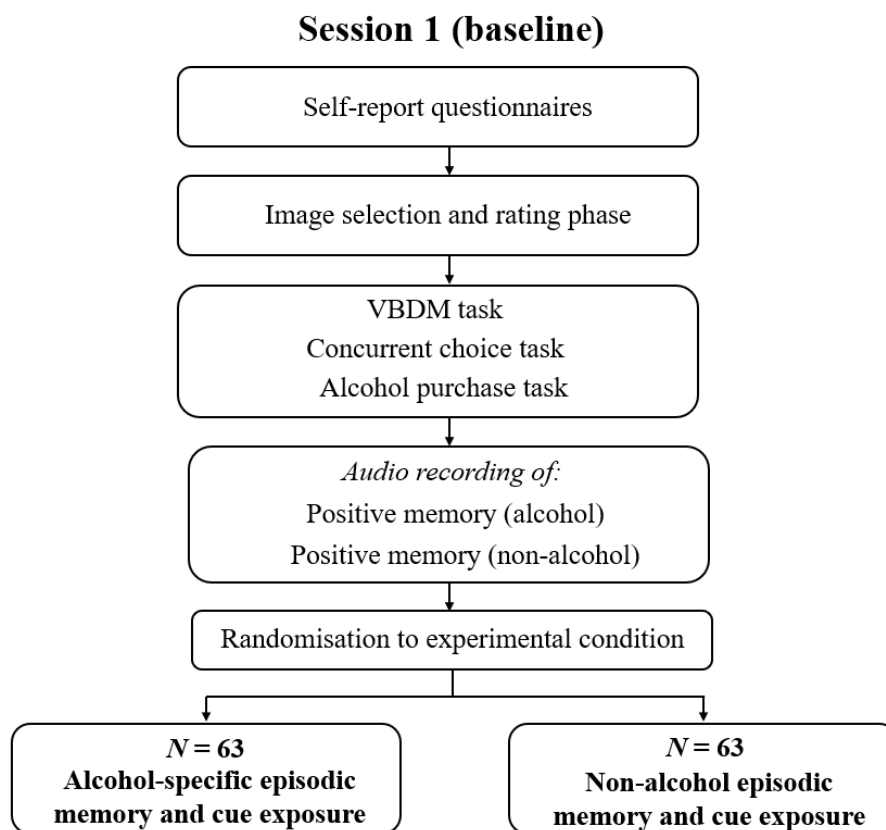 Session 1 (baseline)
Self-report questionnaires
Image selection and rating phase
VBDM task
Concurrent choice task
Alcohol purchase task
Audio recording of:
Positive memory (alcohol)
Positive memory (non-alcohol)
Randomisation to experimental condition
N = 63
Alcohol-specific episodic
memory and cue exposure
N = 63
Non-alcohol episodic
memory and cue exposure